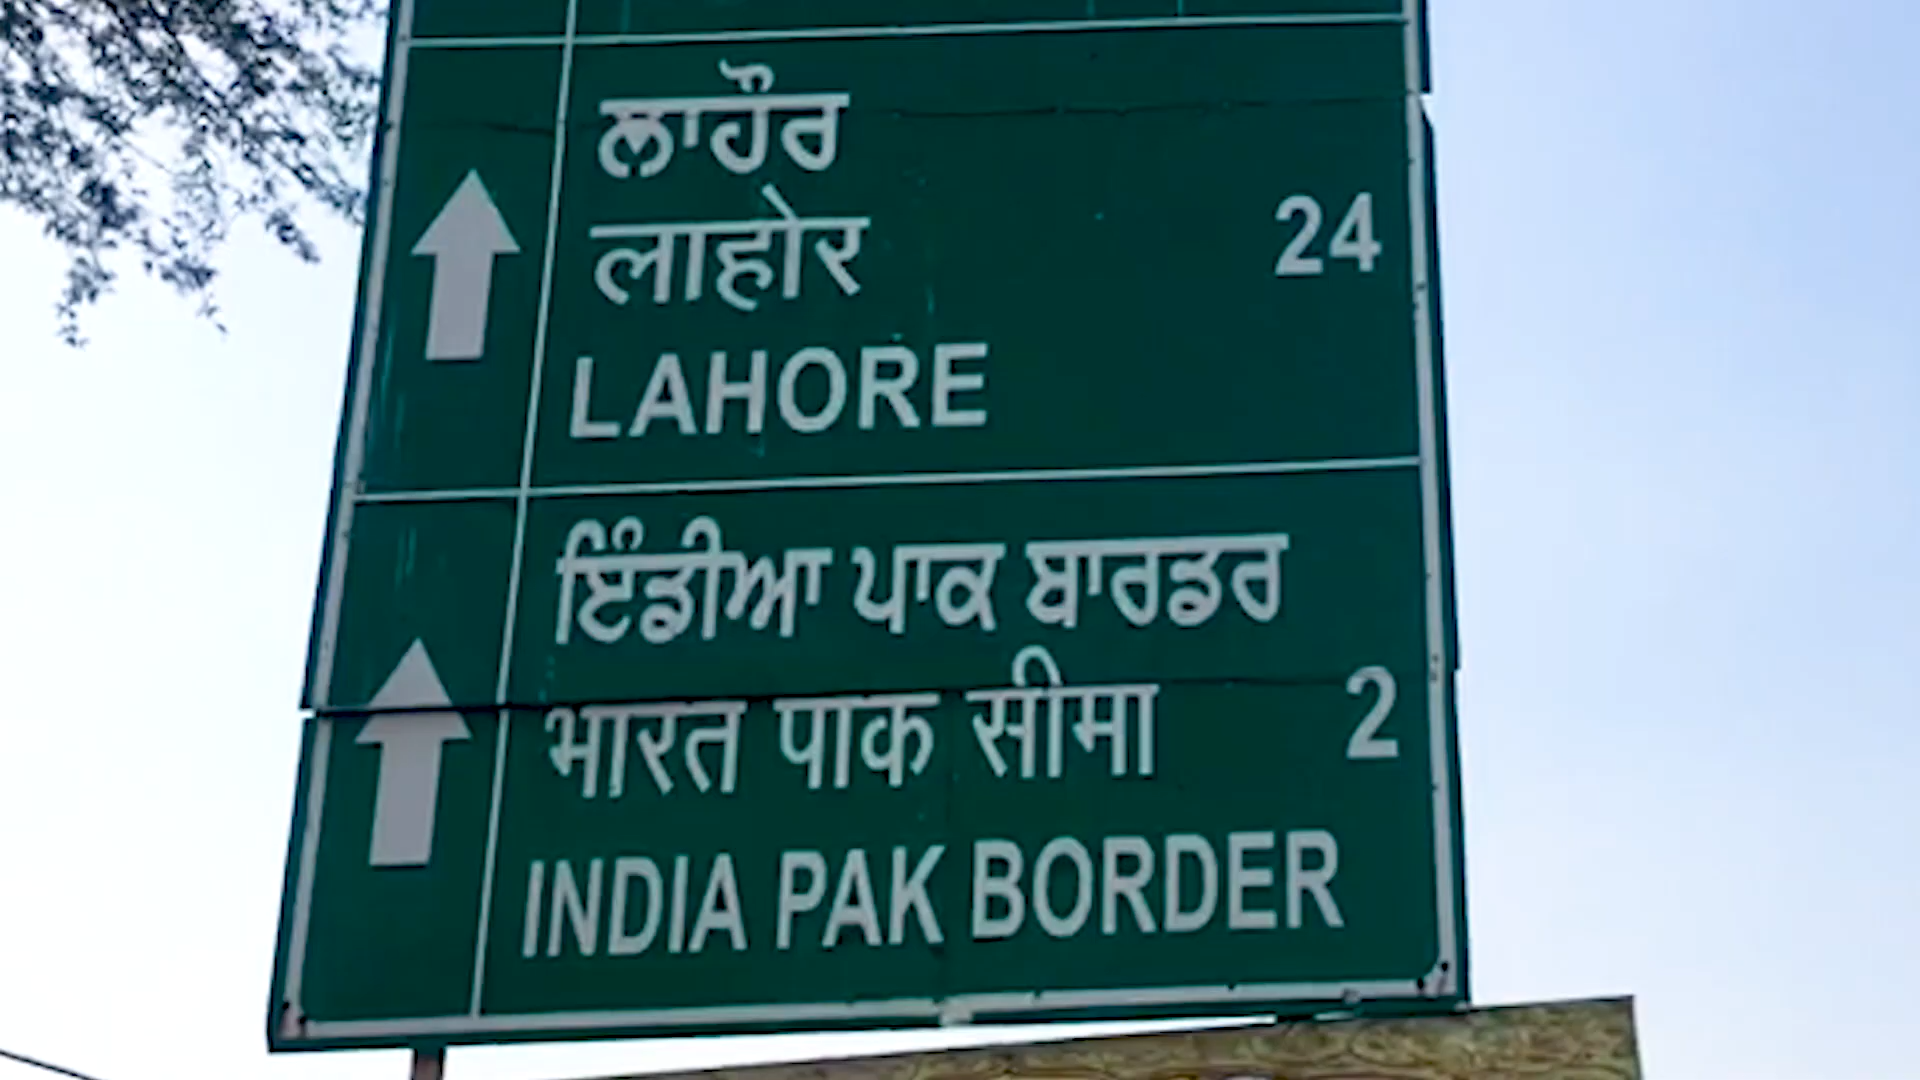 ਲਾਹੌਰ
लाहोर
24
LAHORE
ਇੰਡੀਆ ਪਾਕ ਬਾਰਡਰ
भारत पाक सीमा
2
INDIA PAK BORDER